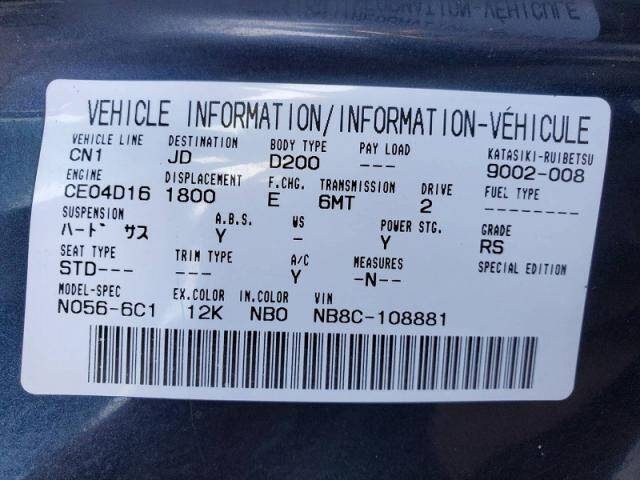 VEHICLE INFORMATION/INFORMATION-VÉHICULE
VEHICLE LINE DESTINATION BODY TYPE PAY LOAD KATASIKI-RUIBETSU
CN1 JD D200 --- 9002-008
ENGINE DISPLACEMENT F.CHG. TRANSMISSION DRIVE FUEL TYPE
CE04D16 1800 E 6MT 2 ----
SUSPENSION A.B.S. WS POWER STG. GRADE
ハード サス Y - Y RS
SEAT TYPE TRIM TYPE A/C MEASURES SPECIAL EDITION
STD--- --- Y -N--
MODEL-SPEC EX.COLOR IN.COLOR VIN
N056-6C1 12K NB0 NB8C-108881